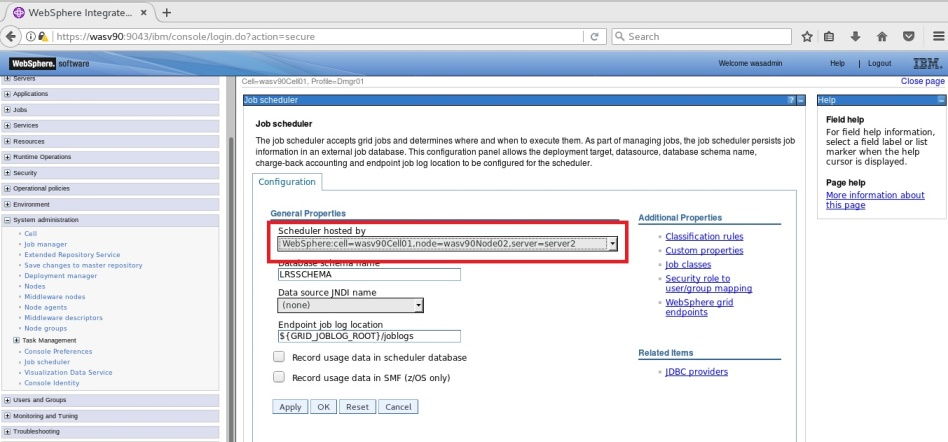 WebSphere Integrate...
https://wasv90:9043/ibm/console/login.do?action=secure
Search
WebSphere. software
Welcome wasadmin
Help
Logout
IBM.
Cell=wasv90Cell01, Profile=Dmgr01
Close page
Servers
Applications
Jobs
Services
Resources
Runtime Operations
Security
Operational policies
Environment
System administration
Cell
Job manager
Extended Repository Service
Save changes to master repository
Deployment manager
Nodes
Middleware nodes
Node agents
Middleware descriptors
Node groups
Task Management
Console Preferences
Job scheduler
Visualization Data Service
Console Identity
Users and Groups
Monitoring and Tuning
Troubleshooting
Job scheduler
?
Job scheduler
The job scheduler accepts grid jobs and determines where and when to execute them. As part of managing jobs, the job scheduler persists job
information in an external job database. This configuration panel allows the deployment target, datasource, database schema name,
charge-back accounting and endpoint job log location to be configured for the scheduler.
Configuration
General Properties
Scheduler hosted by
WebSphere:cell=wasv90Cell01,node=wasv90Node02,server=server2
Database schema name
LRSSCHEMA
Data source JNDI name
(none)
Endpoint job log location
${GRID_JOBLOG_ROOT}/joblogs
Record usage data in scheduler database
Record usage data in SMF (z/OS only)
Apply
OK
Reset
Cancel
Additional Properties
Classification rules
Custom properties
Job classes
Security role to
user/group mapping
WebSphere grid
endpoints
Related Items
JDBC providers
Help
Field help
For field help information,
select a field label or list
marker when the help
cursor is displayed.
Page help
More information about
this page